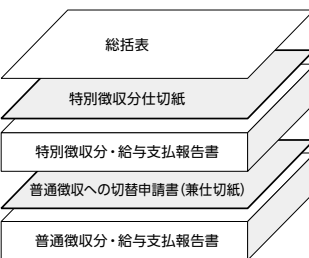 総括表
特別徴収分仕切紙
特別徴収分・給与支払報告書
普通徴収への切替申請書（兼仕切紙）
普通徴収分・給与支払報告書